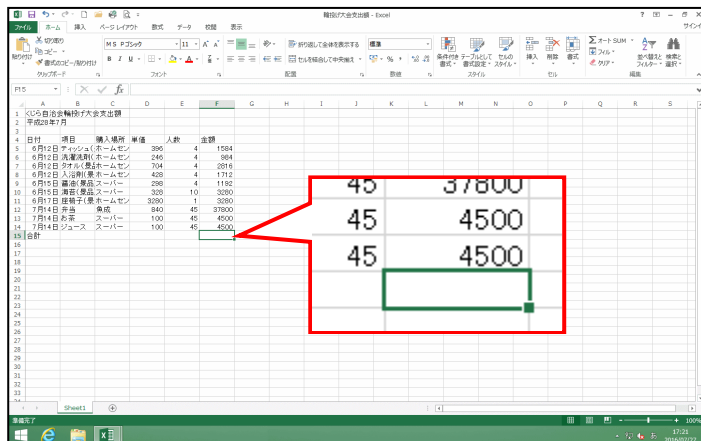 輪投げ大会支出額 - Excel
サインイン
ファイル ホーム 挿入 ページレイアウト 数式 データ 校閲 表示
切り取り
コピー
書式のコピー/貼り付け
貼り付け
クリップボード
MS Pゴシック 11
B I U
フォント
折り返して全体を表示する
セルを結合して中央揃え
配置
標準
数値
条件付き書式 テーブルとして書式設定 セルのスタイル
スタイル
挿入 削除 書式
セル
オート SUM
フィル
クリア
並べ替えと フィルター 検索と 選択
編集
F15 fx
A B C D E F G H I J K L M N O P Q R S
1 くじら自治会輪投げ大会支出額
2 平成28年7月
3
4 日付 項目 購入場所 単価 人数 金額
5 6月12日 ティッシュ( ホームセン 396 4 1584
6 6月12日 洗濯洗剤( ホームセン 246 4 984
7 6月12日 タオル(景 ホームセン 704 4 2816
8 6月12日 入浴剤(景 ホームセン 428 4 1712
9 6月15日 醤油(景品 スーパー 298 4 1192
10 6月15日 海苔(景品 スーパー 328 10 3280
11 6月17日 座椅子(景 ホームセン 3280 1 3280
12 7月14日 弁当 魚成 840 45 37800
13 7月14日 お茶 スーパー 100 45 4500
14 7月14日 ジュース スーパー 100 45 4500
15 合計
16
17
18
19
20
21
22
23
24
25
26
27
28
29
30
31
32
33
45 37800
45 4500
45 4500
Sheet1
準備完了
100%
17:21
2016/07/27